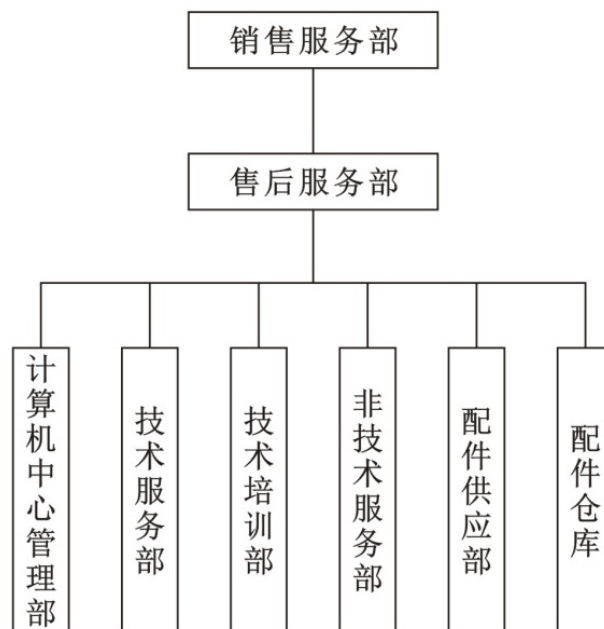 销售服务部
售后服务部
计算机中心管理部
技术服务部
技术培训部
非技术服务部
配件供应部
配件仓库